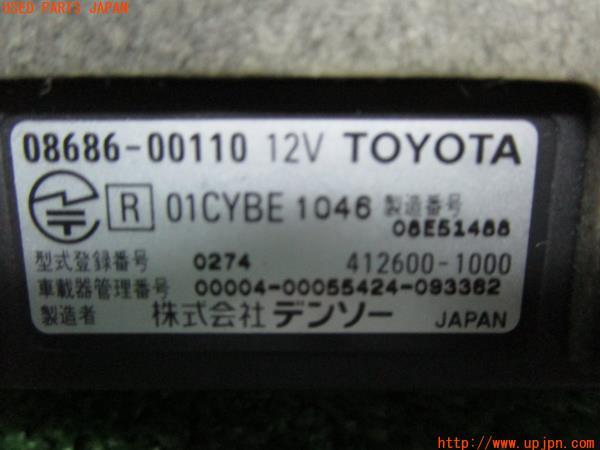 USED PARTS JAPAN
08686-00110 12V TOYOTA
R 01CYBE 1046 製造番号
08E51488
型式登録番号 0274 412600-1000
車載器管理番号 00004-00055424-093362
製造者 株式会社 デンソー JAPAN
http://www.upjpn.com/